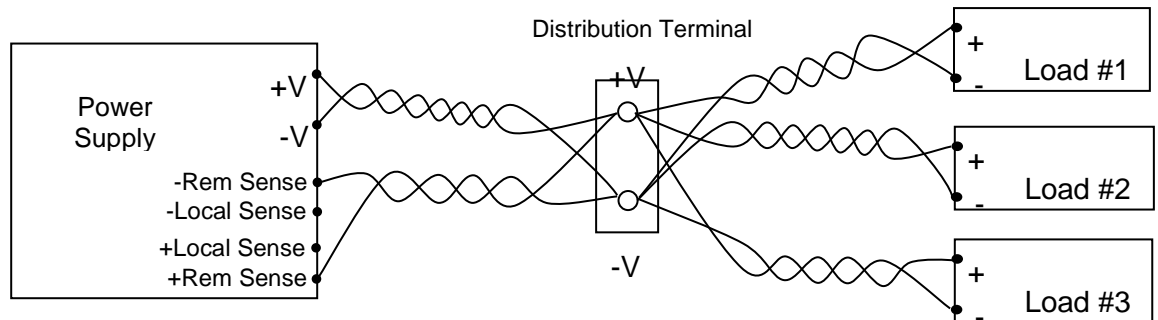 Distribution Terminal
Power
Supply
+V
-V
-Rem Sense
-Local Sense
+Local Sense
+Rem Sense
+V
-V
+
-
Load #1
+
-
Load #2
+
-
Load #3